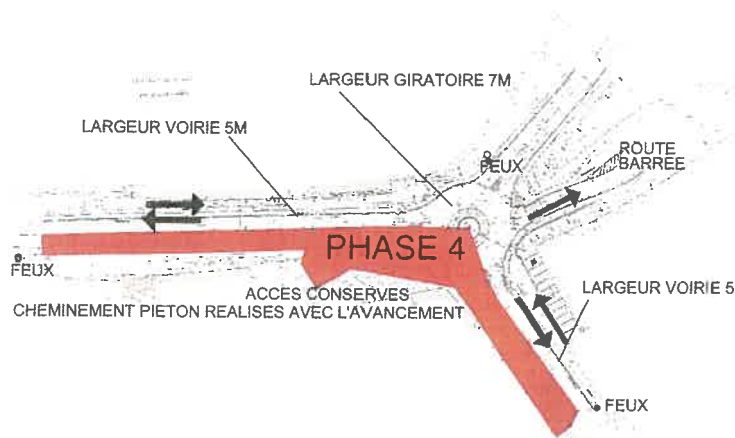 LARGEUR GIRATOIRE 7M
LARGEUR VOIRIE 5M
FEUX
ROUTE
BARREE
PHASE 4
FEUX
ACCES CONSERVES
CHEMINEMENT PIETON REALISES AVEC L'AVANCEMENT
LARGEUR VOIRIE 5
FEUX